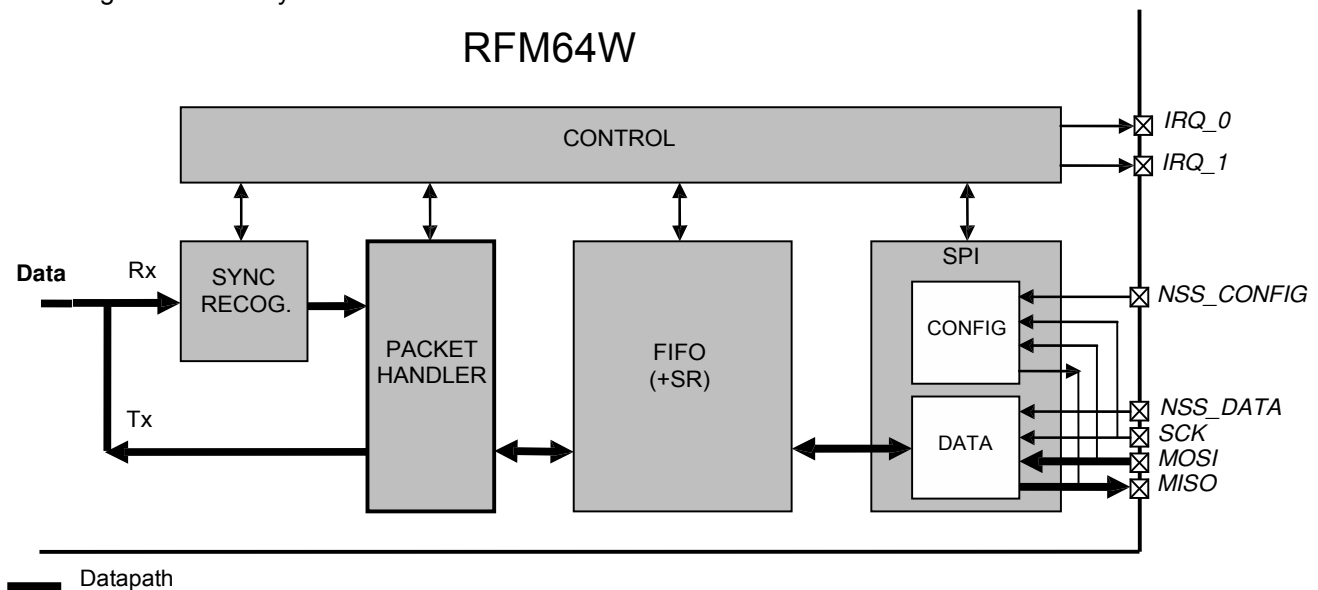 RFM64W
CONTROL
IRQ_0
IRQ_1
Data
Rx
SYNC
RECOG.
Tx
PACKET
HANDLER
FIFO
(+SR)
SPI
CONFIG
DATA
NSS_CONFIG
NSS_DATA
SCK
MOSI
MISO
Datapath